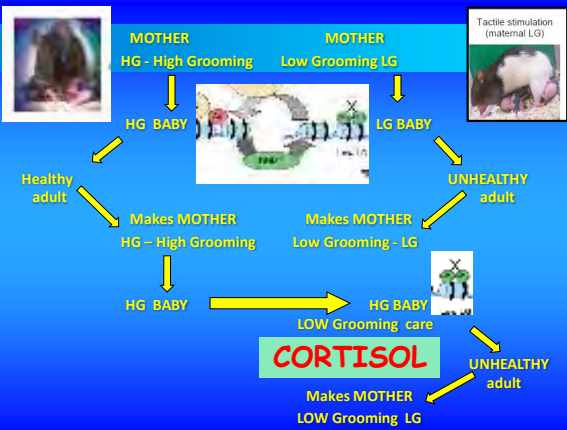 Tactile stimulation
(maternal LG)
MOTHER
HG - High Grooming
MOTHER
Low Grooming LG
HG BABY
LG BABY
Healthy
adult
UNHEALTHY
adult
Makes MOTHER
HG – High Grooming
Makes MOTHER
Low Grooming - LG
X
HG BABY
HG BABY
LOW Grooming care
CORTISOL
UNHEALTHY
adult
Makes MOTHER
LOW Grooming LG